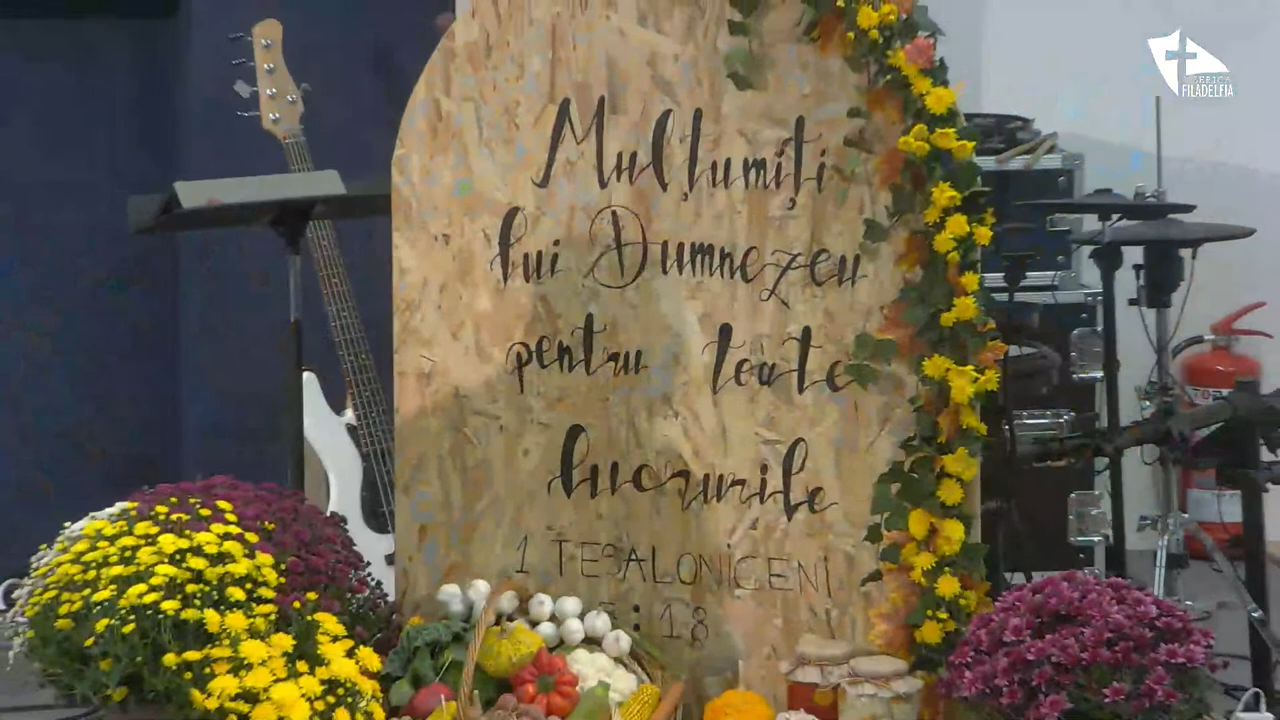 Mulțumiți
lui Dumnezeu
pentru toate
lucrurile
1 TESALONICENI
: 18
BISERICA
FILADELFIA